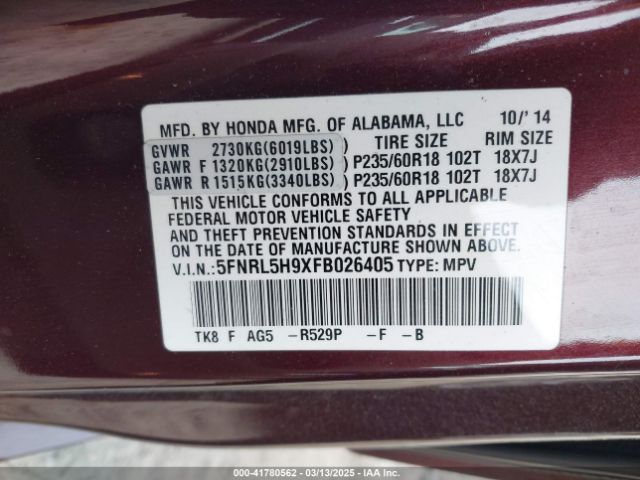 MFD. BY HONDA MFG. OF ALABAMA, LLC 10/'14
GVWR 2730KG(6019LBS) TIRE SIZE RIM SIZE
GAWR F 1320KG(2910LBS) P235/60R18 102T 18X7J
GAWR R 1515KG(3340LBS) P235/60R18 102T 18X7J
THIS VEHICLE CONFORMS TO ALL APPLICABLE
FEDERAL MOTOR VEHICLE SAFETY
AND THEFT PREVENTION STANDARDS IN EFFECT
ON THE DATE OF MANUFACTURE SHOWN ABOVE.
V.I.N.: 5FNRL5H9XFB026405 TYPE: MPV
TK8 F AG5 -R529P -F -B
00-41780562 - 03/13/2025 - IAA Inc.